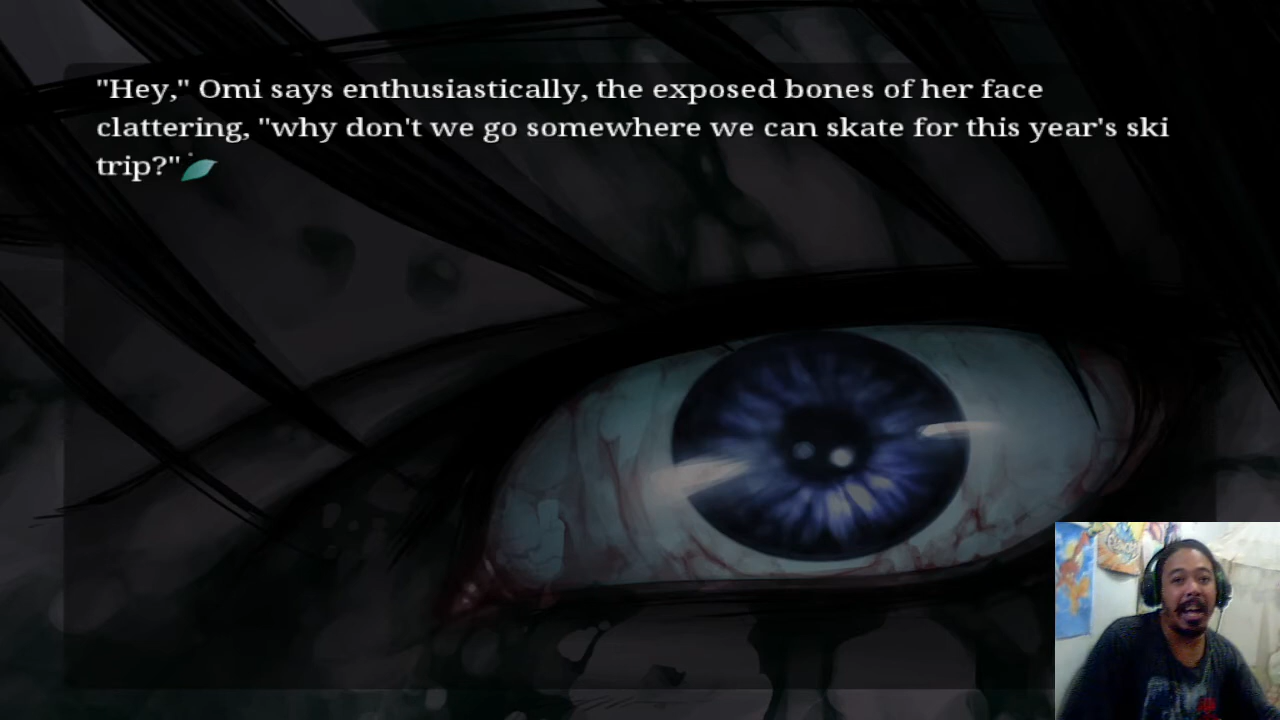 "Hey," Omi says enthusiastically, the exposed bones of her face
clattering, "why don't we go somewhere we can skate for this year's ski
trip?"